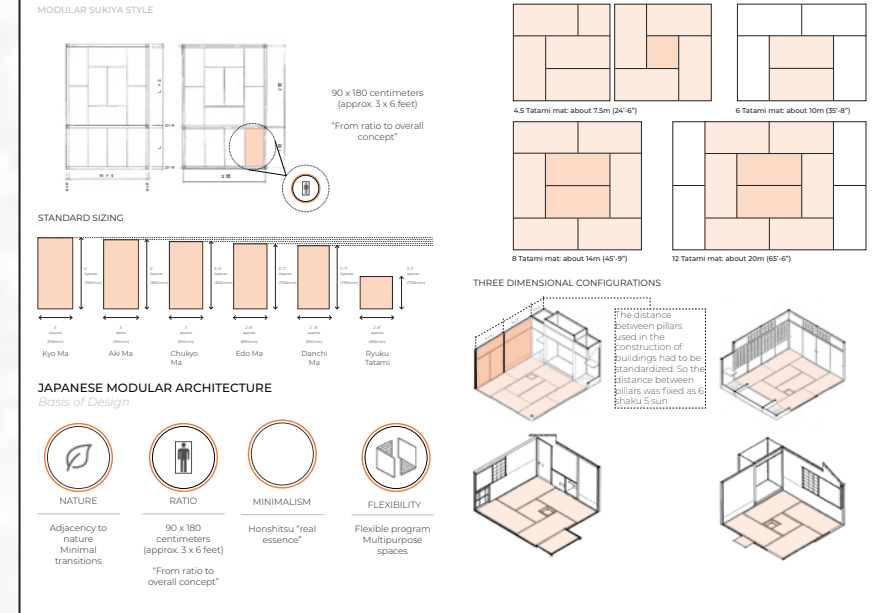 MODULAR SUKIYA STYLE
90 x 180 centimeters
(approx. 3 x 6 feet)
“From ratio to overall
concept”
STANDARD SIZING
Kyo Ma
Aki Ma
Chukyo
Ma
Edo Ma
Danchi
Ma
Ryuku
Tatami
JAPANESE MODULAR ARCHITECTURE
Basis of Design
NATURE
Adjacency to
nature
Minimal
transitions
RATIO
90 x 180
centimeters
(approx. 3 x 6 feet)
“From ratio to
overall concept”
MINIMALISM
Honshitsu “real
essence”
FLEXIBILITY
Flexible program
Multipurpose
spaces
4.5 Tatami mat: about 7.5m (24’-6”)
6 Tatami mat: about 10m (35’-8”)
8 Tatami mat: about 14m (45’-9”)
12 Tatami mat: about 20m (65’-6”)
THREE DIMENSIONAL CONFIGURATIONS
The distance
between pillars
used in the
construction of
buildings had to be
standardized. So the
distance between
pillars was fixed as 6
shaku 5 sun